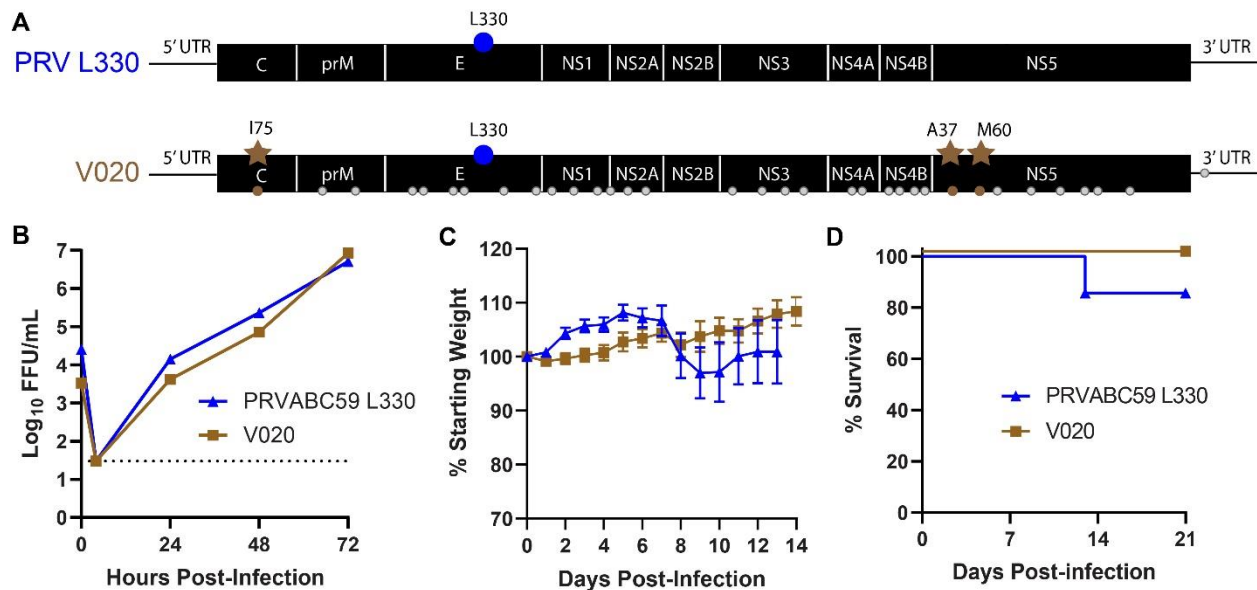 A
L330
PRV L330
5′ UTR
C
prM
E
NS1
NS2A
NS2B
NS3
NS4A
NS4B
NS5
3′ UTR
I75
L330
A37
M60
V020
5′ UTR
C
prM
E
NS1
NS2A
NS2B
NS3
NS4A
NS4B
NS5
3′ UTR
B
Log10 FFU/mL
7
6
5
4
3
2
1
0
PRVABC59 L330
V020
0
24
48
72
Hours Post-Infection
C
% Starting Weight
120
110
100
90
80
70
0
2
4
6
8
10
12
14
Days Post-Infection
D
% Survival
100
80
60
40
20
0
PRVABC59 L330
V020
0
7
14
21
Days Post-infection